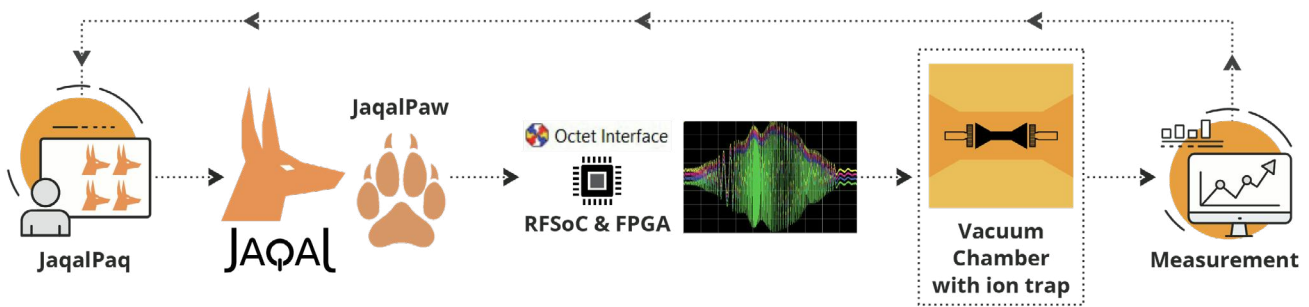 JaqalPaq
JAQAL
JaqalPaw
Octet Interface
RFSoC & FPGA
Vacuum
Chamber
with ion trap
Measurement